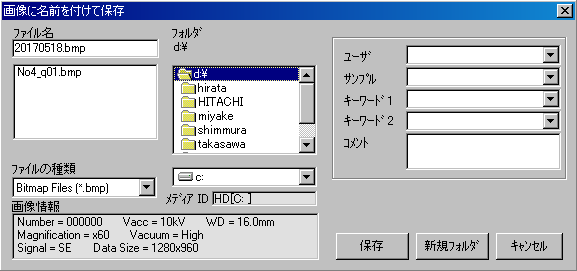 画像に名前を付けて保存
ファイル名
20170518.bmp
No4_q01.bmp
ファイルの種類
Bitmap Files (*.bmp)
フォルダ
d:¥
d:¥
hirata
HITACHI
miyake
shimmura
takasawa
c:
メディア ID HD[C: ]
ユーザ
サンプル
キーワード1
キーワード2
コメント
画像情報
Number = 000000 Vacc = 10kV WD = 16.0mm
Magnification = x60 Vacuum = High
Signal = SE Data Size = 1280x960
保存 新規フォルダ キャンセル